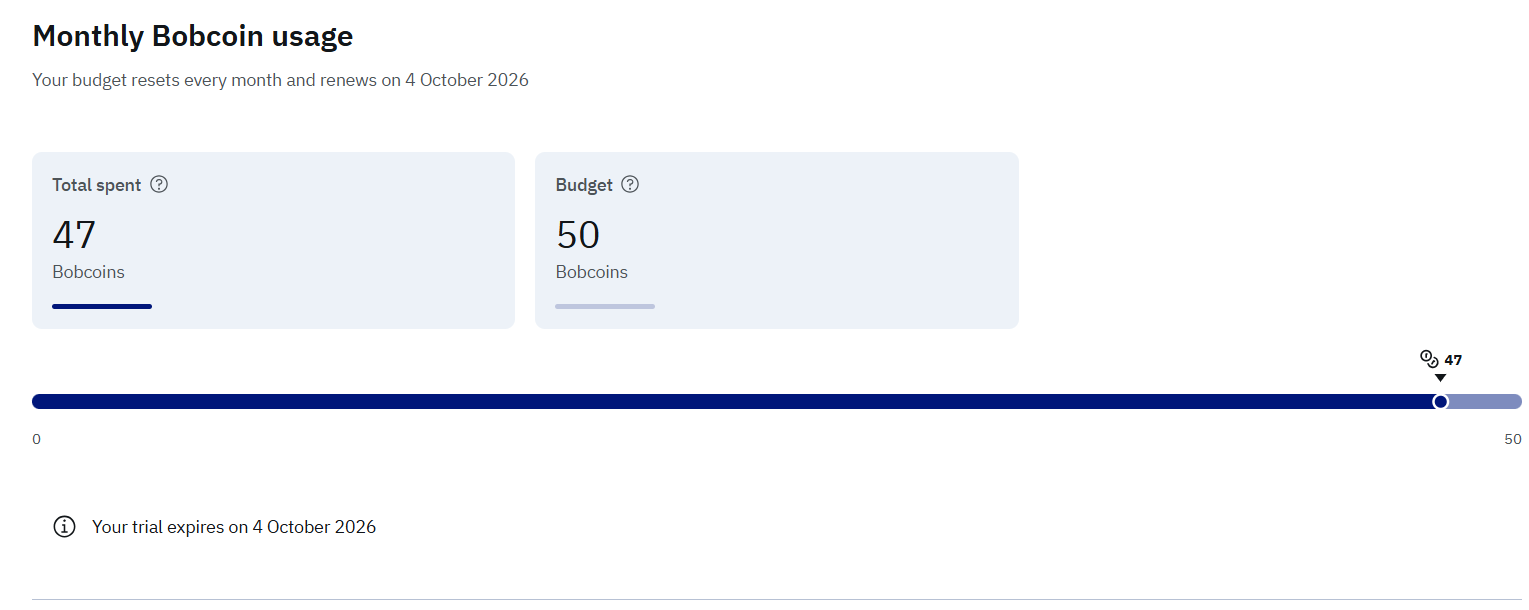 Monthly Bobcoin usage
Your budget resets every month and renews on 4 October 2026
Total spent
47
Bobcoins
Budget
50
Bobcoins
47
0
50
Your trial expires on 4 October 2026